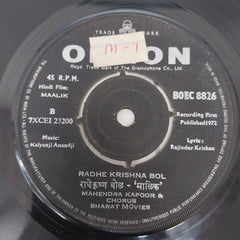 TRADE MARK
O  ON
M-7
Regd. Trade Mark of The Gramophone Co., Ltd.
45 R.P.M.
BOEC 8826
Hindi Film:
MAALIK
B
7XCEI 23200
Recording First
Published 1972
Music:
Kalyanji Anandji
Lyric:
Rajinder Krishan
RADHE KRISHNA BOL
राधे कृष्ण बोल - 'मालिक'
MAHENDRA KAPOOR &
CHORUS
BHARAT MOVIES